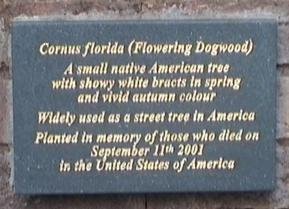 Cornus florida (Flowering Dogwood)
A small native American tree
with showy white bracts in spring
and vivid autumn colour
Widely used as a street tree in America
Planted in memory of those who died on
September 11th 2001
in the United States of America